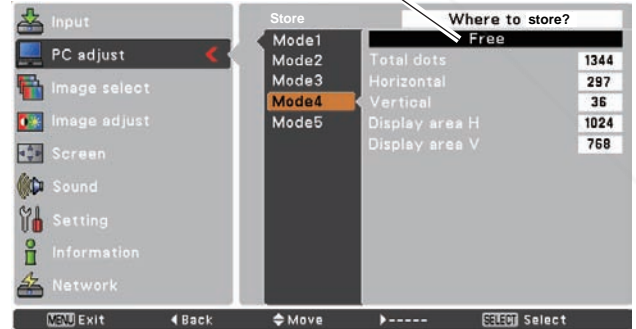 Input
PC adjust
Image select
Image adjust
Screen
Sound
Setting
Information
Network
Store
Mode1
Mode2
Mode3
Mode4
Mode5
Where to store?
Free
Total dots 1344
Horizontal 297
Vertical 36
Display area H 1024
Display area V 768
MENU Exit ◀Back Move ▶----- SELECT Select